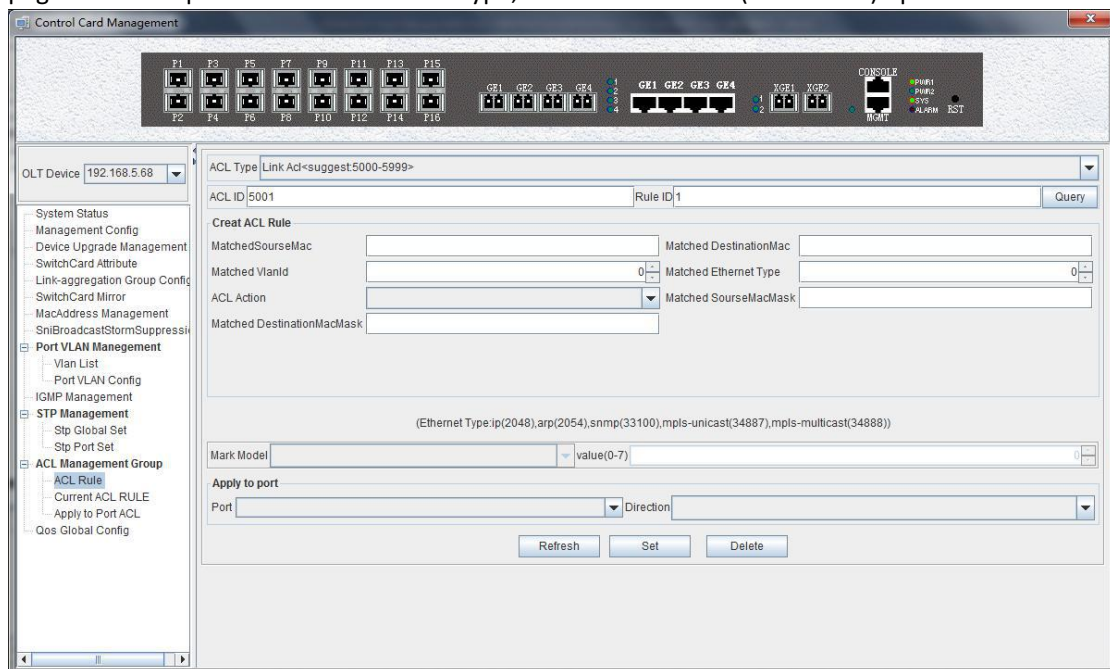 Control Card Management
P1 P3 P5 P7 P9 P11 P13 P15
P2 P4 P6 P8 P10 P12 P14 P16
GE1 GE2 GE3 GE4
1
2
3
4
GE1 GE2 GE3 GE4
XGE1 XGE2
1
2
CONSOLE
MGMT
PWR1
PWR2
SYS
ALARM
RST
OLT Device 192.168.5.68
System Status
Management Config
Device Upgrade Management
SwitchCard Attribute
Link-aggregation Group Config
SwitchCard Mirror
MacAddress Management
SniBroadcastStormSuppressi
Port VLAN Manegement
Vlan List
Port VLAN Config
IGMP Management
STP Management
Stp Global Set
Stp Port Set
ACL Management Group
ACL Rule
Current ACL RULE
Apply to Port ACL
Qos Global Config
ACL Type Link Acl<suggest:5000-5999>
ACL ID 5001 Rule ID 1 Query
Creat ACL Rule
MatchedSourseMac Matched DestinationMac
Matched VlanId 0 Matched Ethernet Type 0
ACL Action Matched SourseMacMask
Matched DestinationMacMask
(Ethernet Type:ip(2048),arp(2054),snmp(33100),mpls-unicast(34887),mpls-multicast(34888))
Mark Model value(0-7) 0
Apply to port
Port Direction
Refresh Set Delete